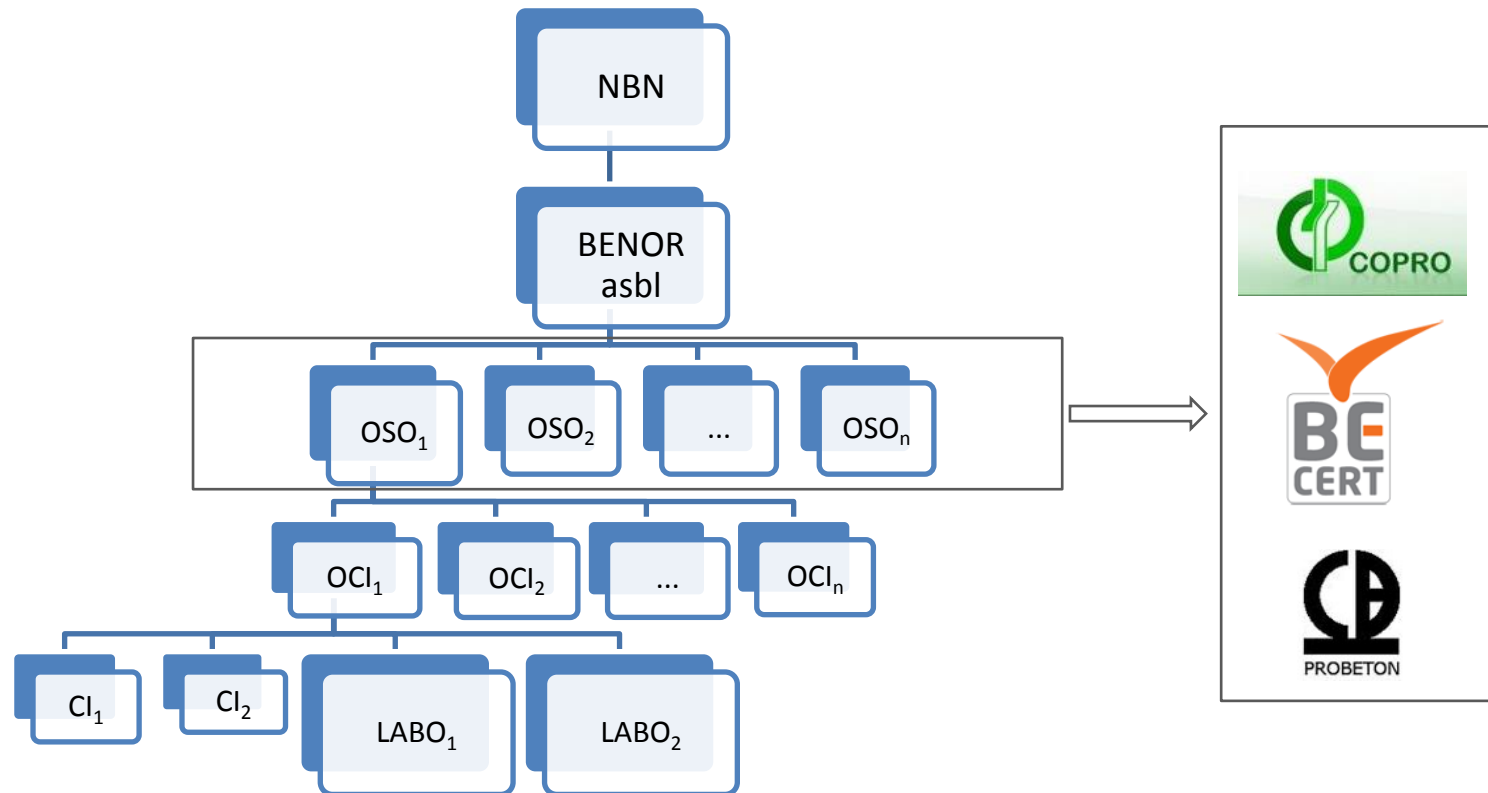 NBN
BENOR
asbl
OSO₁
OSO₂
...
OSOₙ
OCI₁
OCI₂
...
OCIₙ
CI₁
CI₂
LABO₁
LABO₂
COPRO
BE
CERT
PROBETON